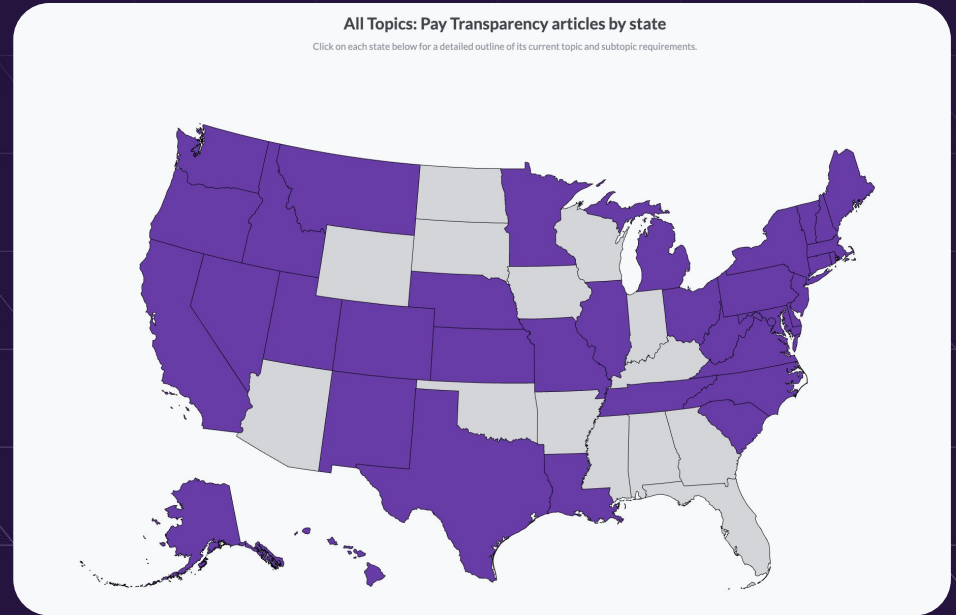 All Topics: Pay Transparency articles by state
Click on each state below for a detailed outline of its current topic and subtopic requirements.